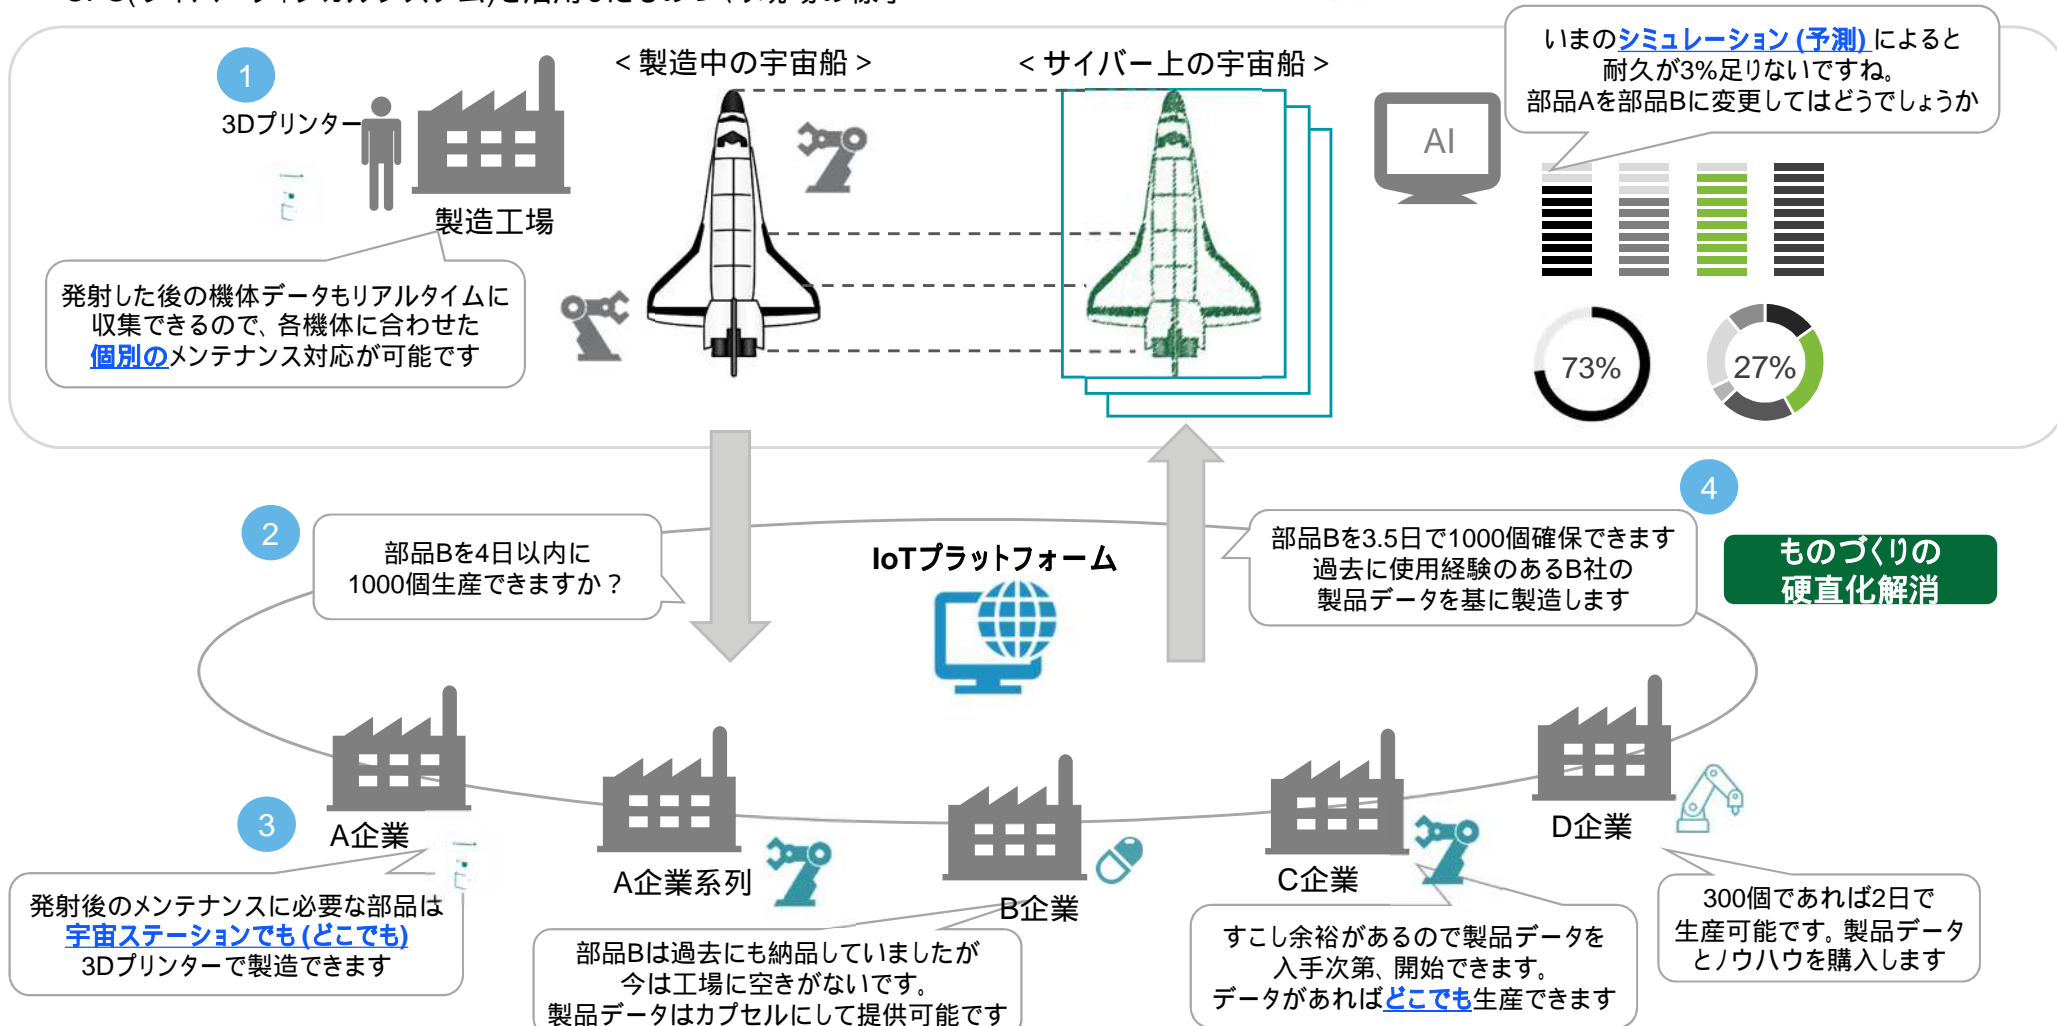 1
3Dプリンター
製造工場
<製造中の宇宙船>
<サイバー上の宇宙船>
AI
いまのシミュレーション(予測)によると
耐久が3%足りないですね。
部品Aを部品Bに変更してはどうでしょうか
発射した後の機体データもリアルタイムに
収集できるので、各機体に合わせた
個別のメンテナンス対応が可能です
73%
27%
2
部品Bを4日以内に
1000個生産できますか？
IoTプラットフォーム
4
部品Bを3.5日で1000個確保できます
過去に使用経験のあるB社の
製品データを基に製造します
ものづくりの
硬直化解消
3
A企業
発射後のメンテナンスに必要な部品は
宇宙ステーションでも(どこでも)
3Dプリンターで製造できます
A企業系列
B企業
部品Bは過去にも納品していましたが
今は工場に空きがないです。
製品データはカプセルにして提供可能です
C企業
すこし余裕があるので製品データを
入手次第、開始できます。
データがあればどこでも生産できます
D企業
300個であれば2日で
生産可能です。製品データ
とノウハウを購入します